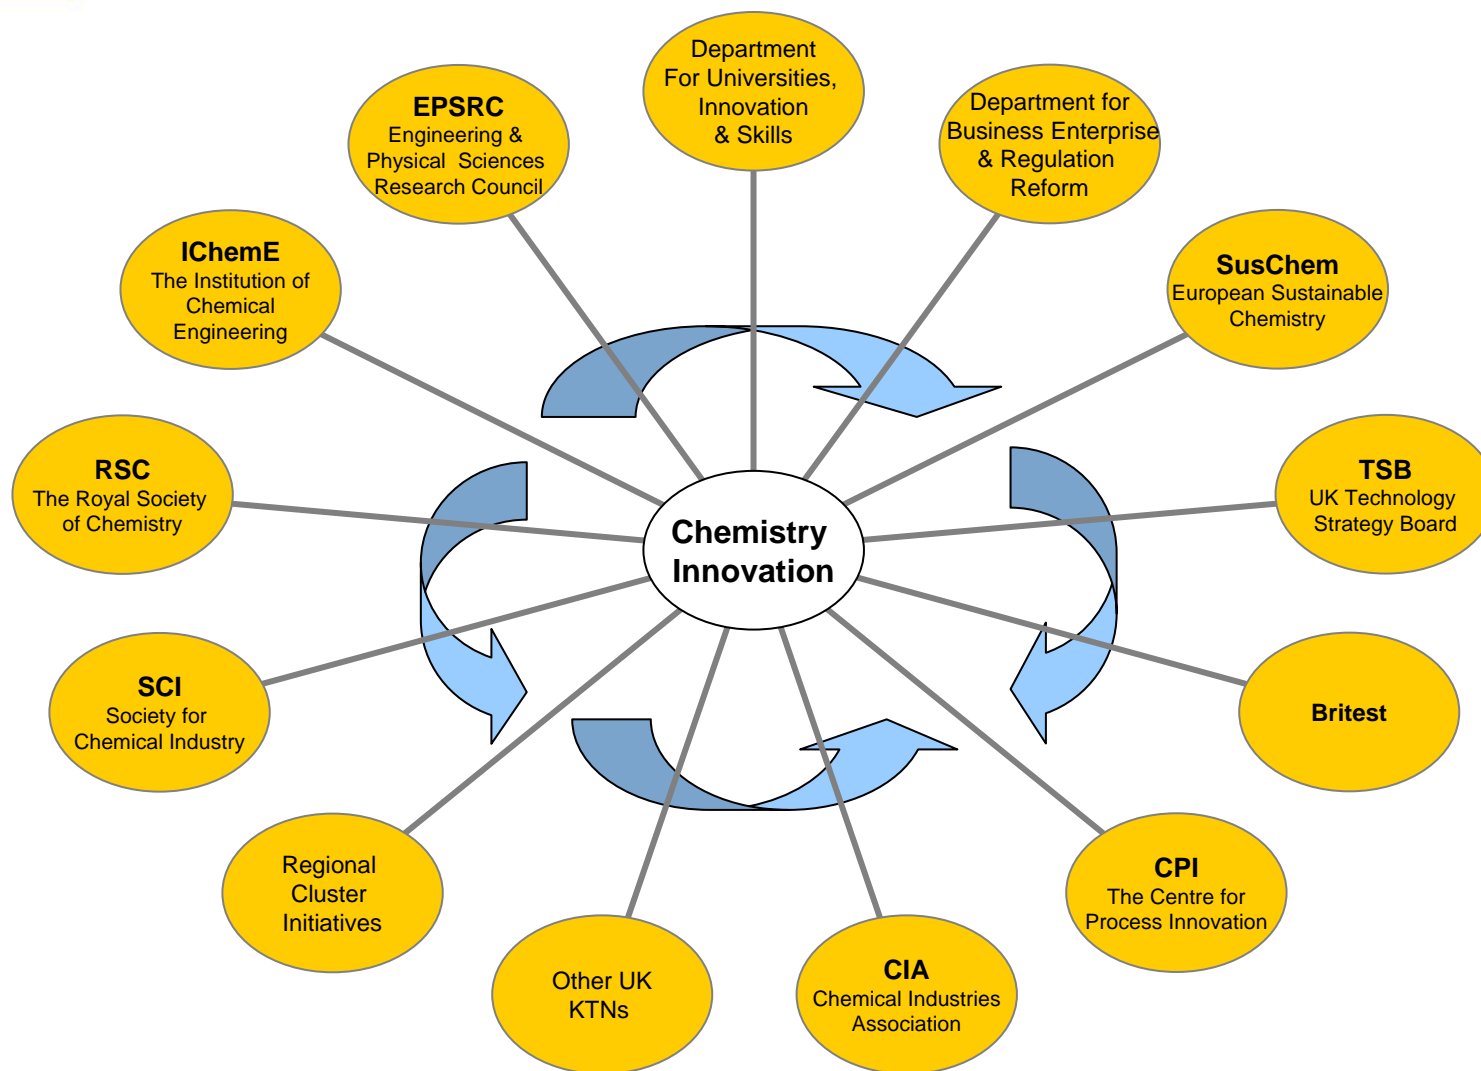 Department
For Universities,
Innovation
& Skills
Department for
Business Enterprise
& Regulation
Reform
SusChem
European Sustainable
Chemistry
TSB
UK Technology
Strategy Board
Britest
CPI
The Centre for
Process Innovation
CIA
Chemical Industries
Association
Other UK
KTNs
Regional
Cluster
Initiatives
SCI
Society for
Chemical Industry
RSC
The Royal Society
of Chemistry
IChemE
The Institution of
Chemical
Engineering
EPSRC
Engineering &
Physical Sciences
Research Council
Chemistry
Innovation